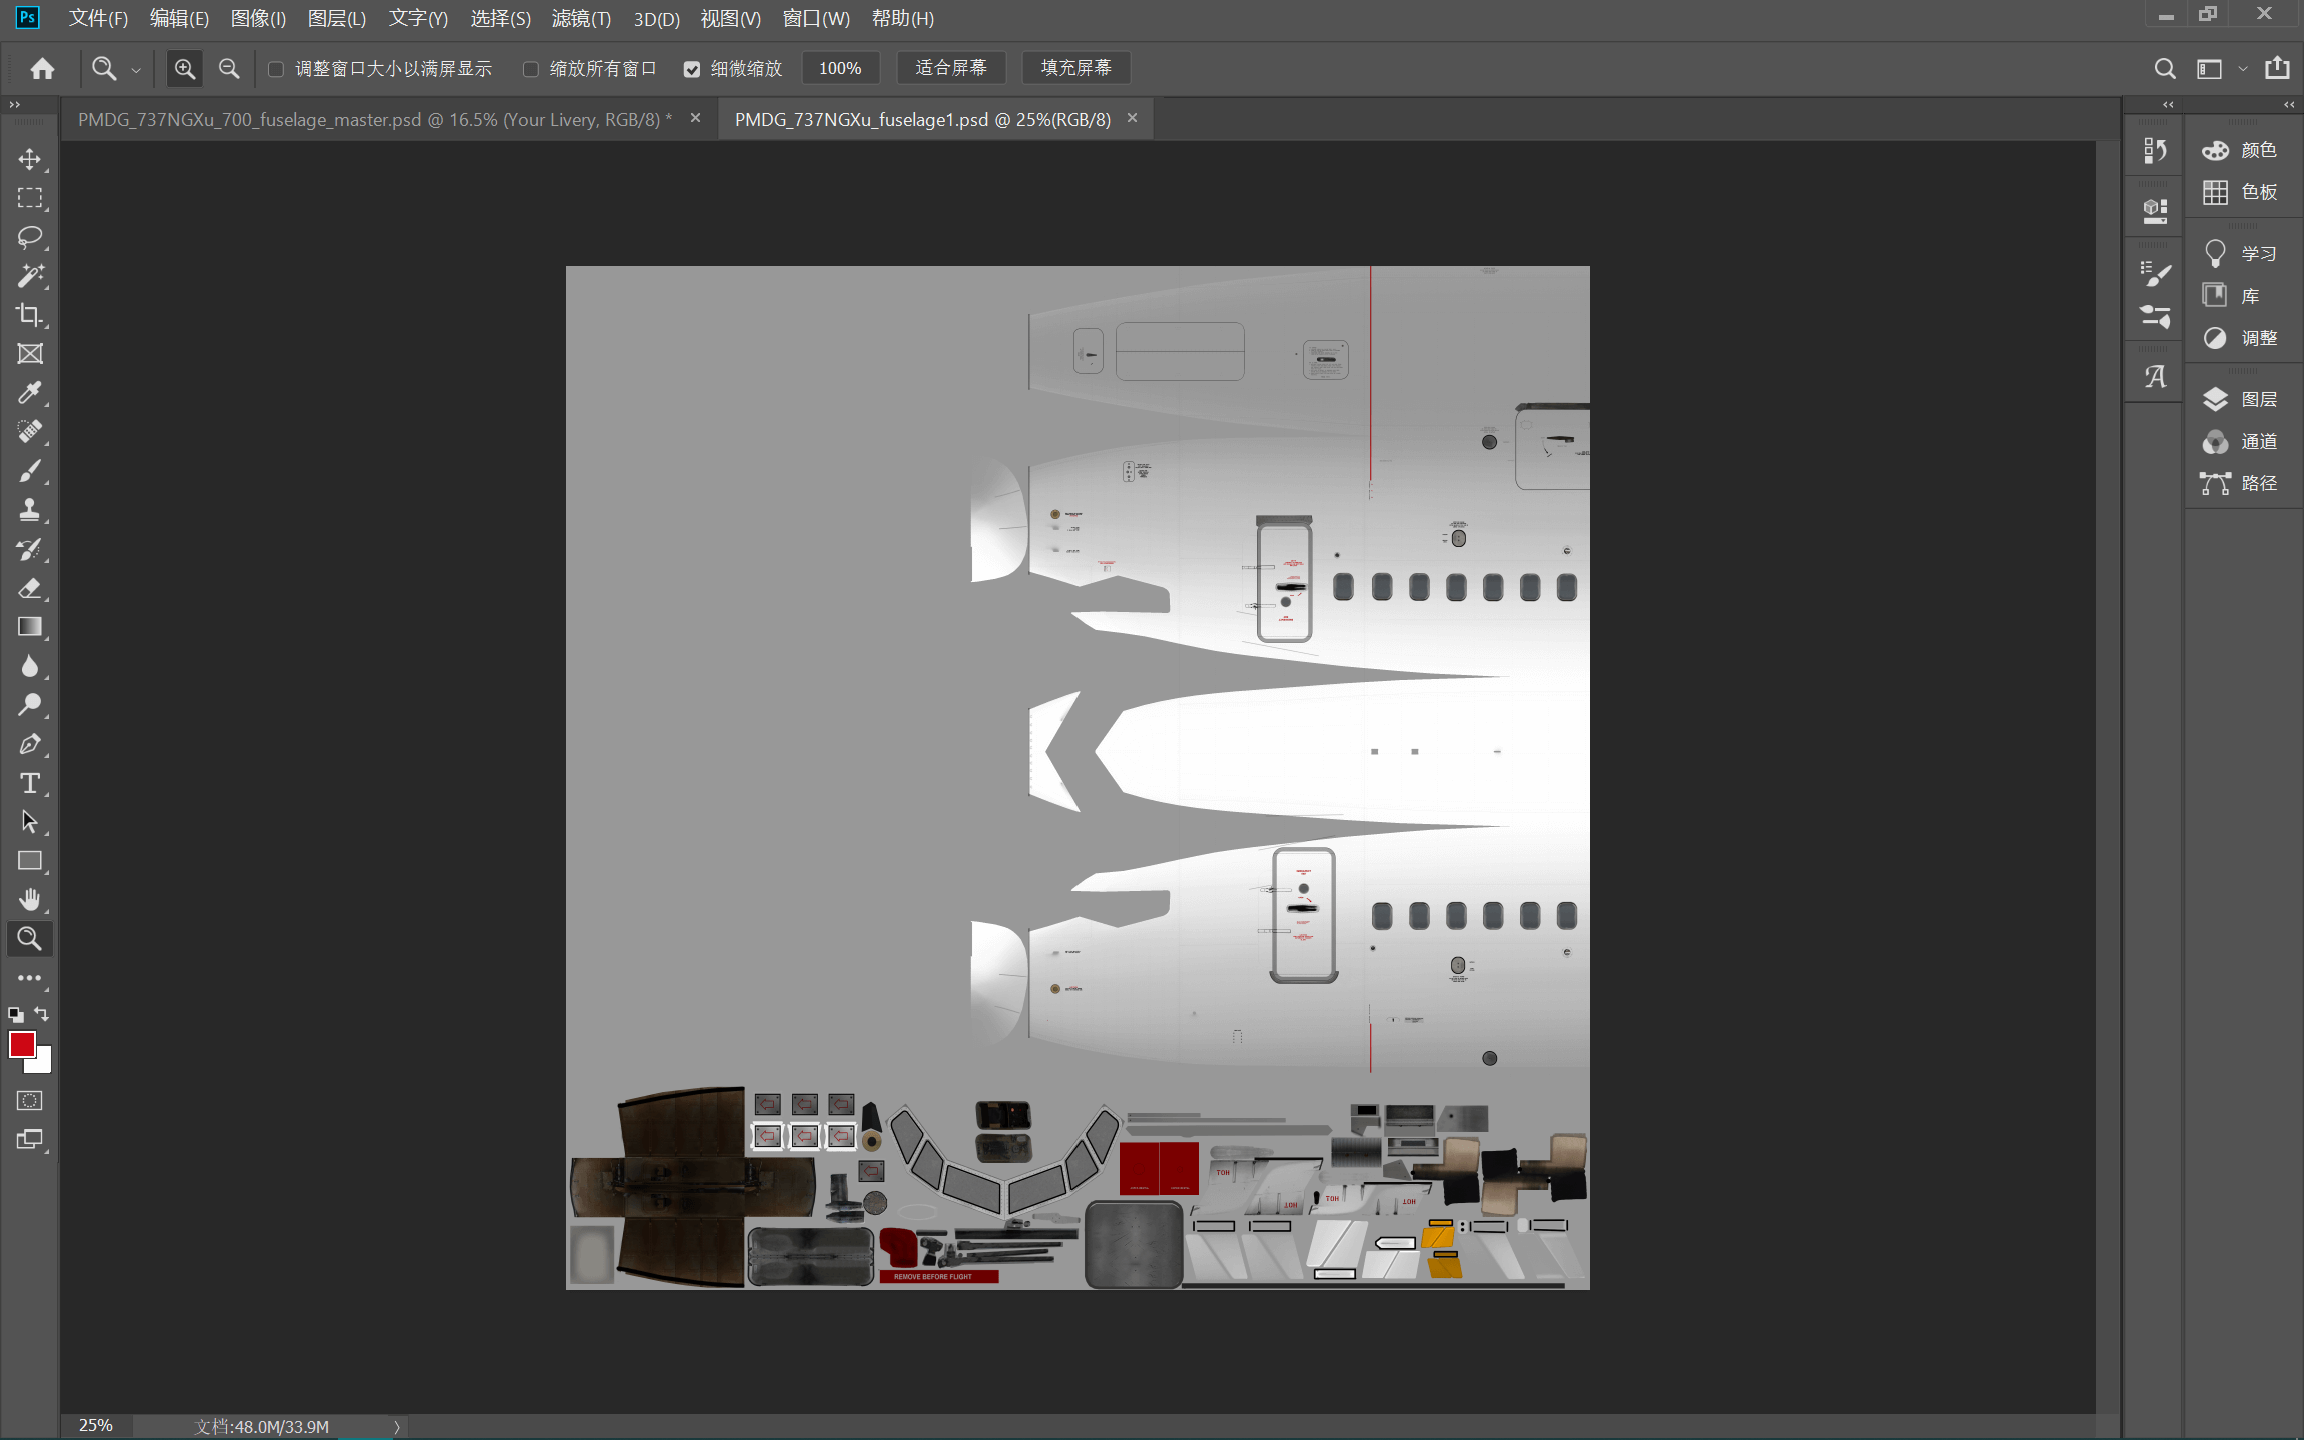 Ps 文件(F) 编辑(E) 图像(I) 图层(L) 文字(Y) 选择(S) 滤镜(T) 3D(D) 视图(V) 窗口(W) 帮助(H)
调整窗口大小以满屏显示 缩放所有窗口 细微缩放 100% 适合屏幕 填充屏幕
PMDG_737NGXu_700_fuselage_master.psd @ 16.5% (Your Livery, RGB/8) * PMDG_737NGXu_fuselage1.psd @ 25%(RGB/8)
颜色
色板
学习
库
调整
图层
通道
路径
HOT
HOT
HOT
HOT
REMOVE BEFORE FLIGHT
25% 文档:48.0M/33.9M